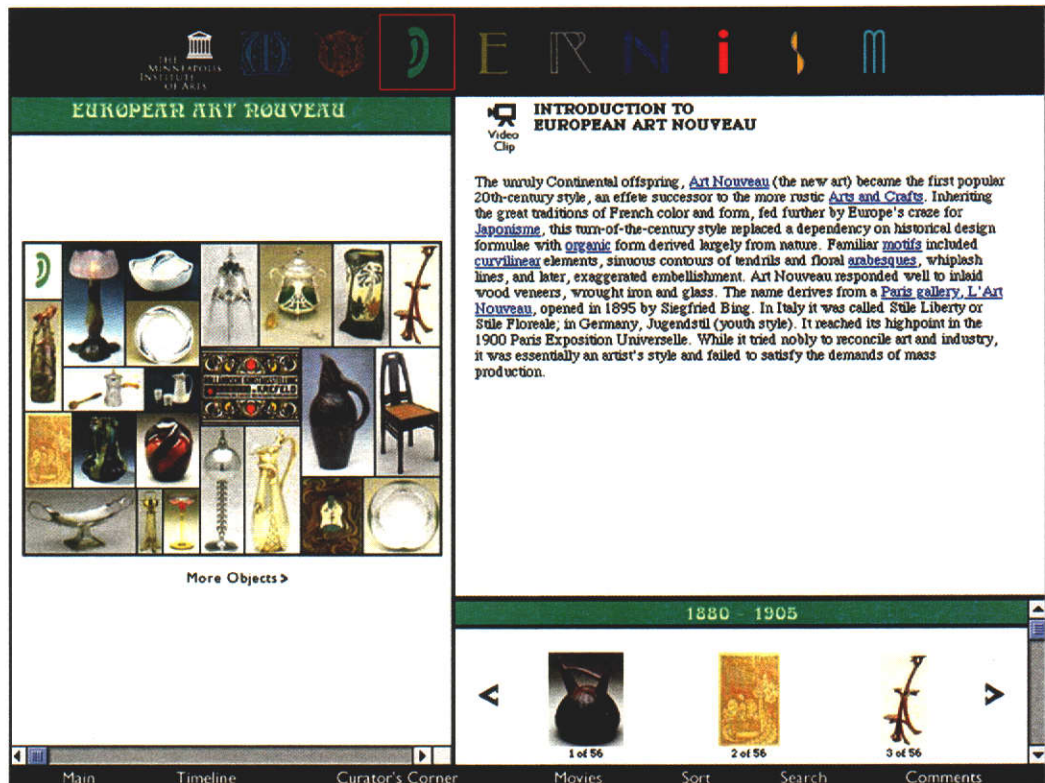 THE
MINNEAPOLIS
INSTITUTE
OF ARTS
M O D E R N i s m
EUROPEAN ART NOUVEAU
Video
Clip
INTRODUCTION TO
EUROPEAN ART NOUVEAU
The unruly Continental offspring, Art Nouveau (the new art) became the first popular
20th-century style, an effete successor to the more rustic Arts and Crafts. Inheriting
the great traditions of French color and form, fed further by Europe's craze for
Japonisme, this turn-of-the-century style replaced a dependency on historical design
formulae with organic form derived largely from nature. Familiar motifs included
curvilinear elements, sinuous contours of tendrils and floral arabesques, whiplash
lines, and later, exaggerated embellishment. Art Nouveau responded well to inlaid
wood veneers, wrought iron and glass. The name derives from a Paris gallery, L'Art
Nouveau, opened in 1895 by Siegfried Bing. In Italy it was called Stile Liberty or
Stile Floreale; in Germany, Jugendstil (youth style). It reached its highpoint in the
1900 Paris Exposition Universelle. While it tried nobly to reconcile art and industry,
it was essentially an artist's style and failed to satisfy the demands of mass
production.
KREFELD
More Objects >
1880 - 1905
< >
1 of 56 2 of 56 3 of 56
Main Timeline Curator's Corner Movies Sort Search Comments